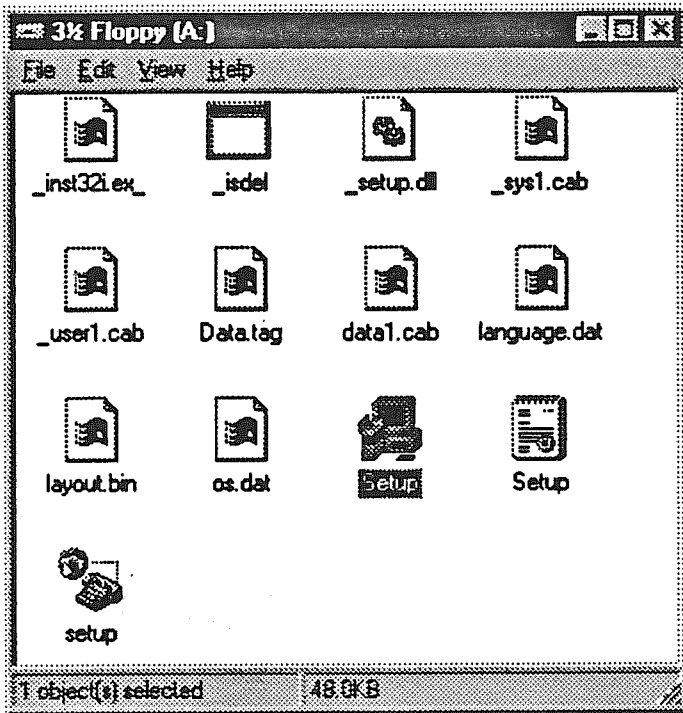 3½ Floppy (A:)
File Edit View Help
_inst32i.ex_ _isdel _setup.dll _sys1.cab
_user1.cab Data.tag data1.cab language.dat
layout.bin os.dat Setup Setup
setup
1 object(s) selected 48.0KB